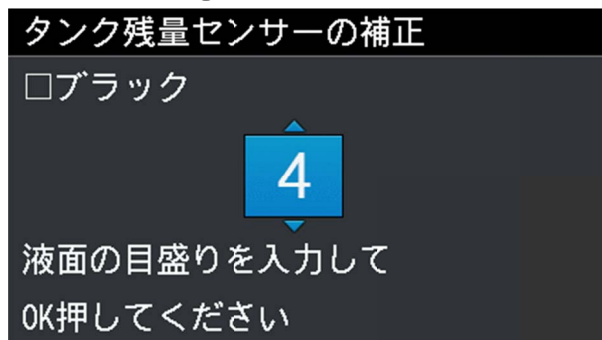 タンク残量センサーの補正
□ブラック
4
液面の目盛りを入力して
OK押してください